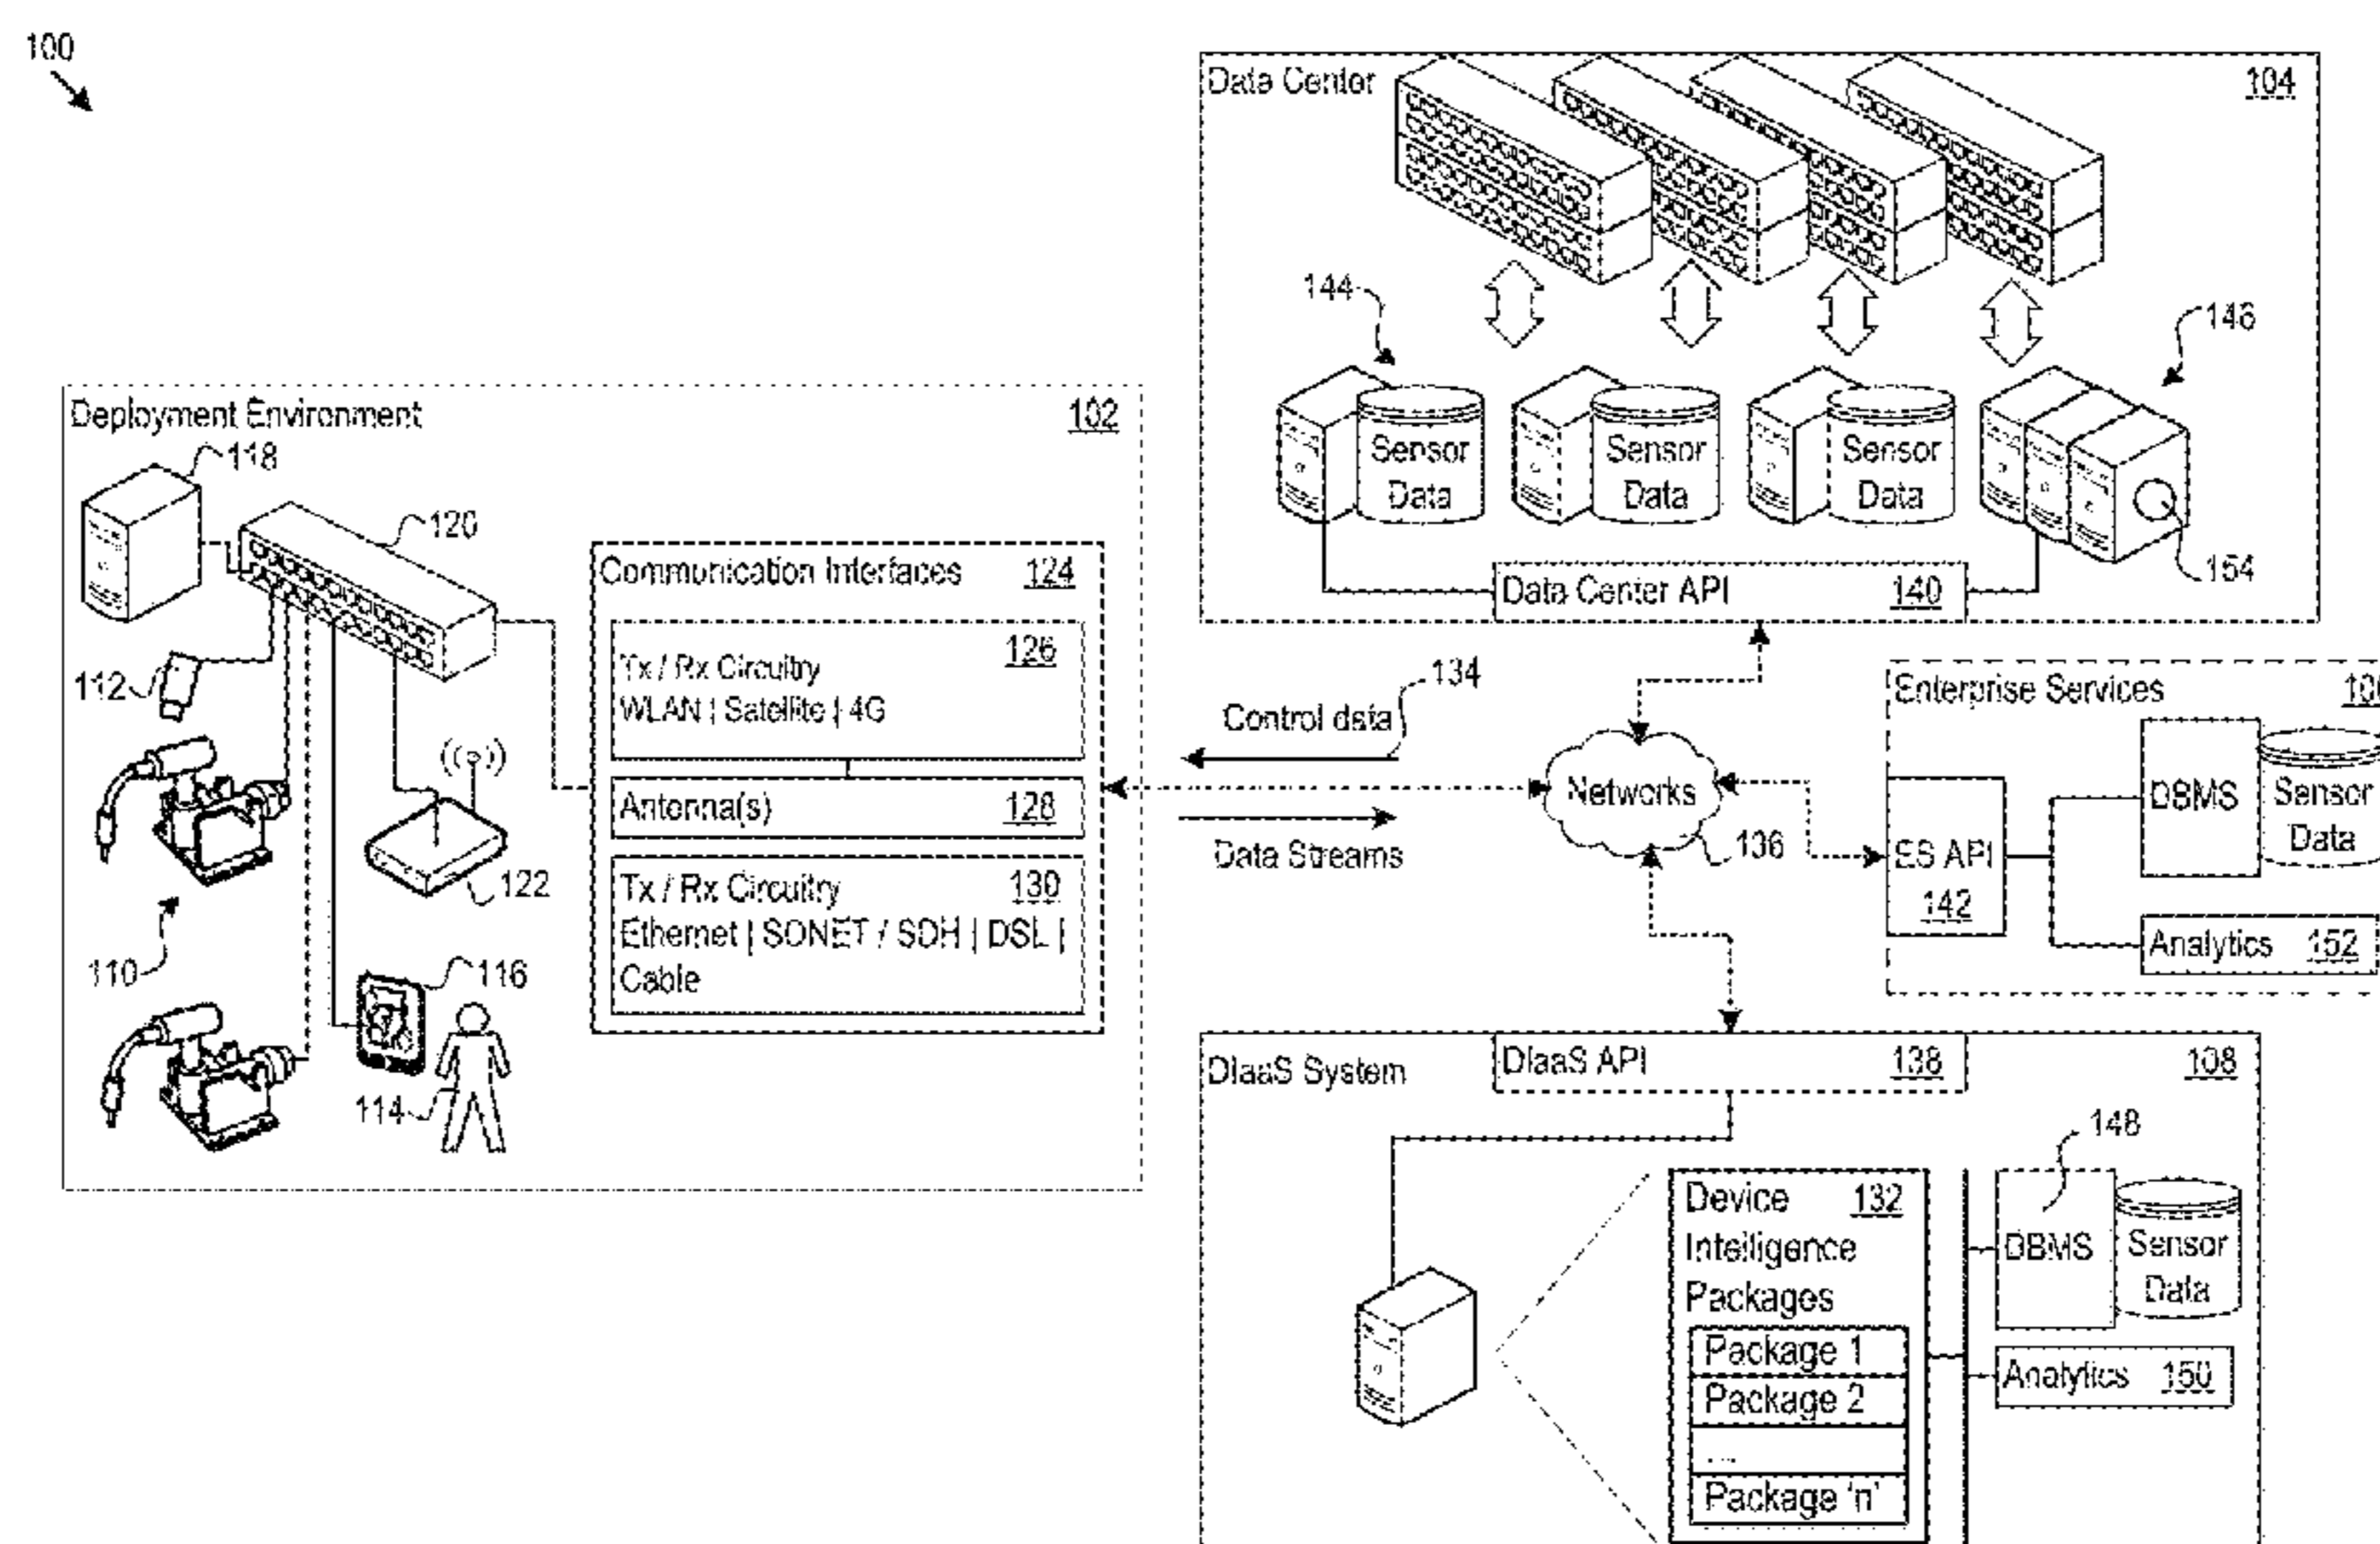 100
Data Center 104
144
146
Sensor
Data
Sensor
Data
Sensor
Data
154
Data Center API 140
Deployment Environment 102
118
120
112
110
122
116
114
Communication Interfaces 124
Tx / Rx Circuitry 126
WLAN | Satellite | 4G
Antenna(s) 128
Tx / Rx Circuitry 130
Ethernet | SONET / SDH | DSL |
Cable
134
Control data
Data Streams
Networks
136
Enterprise Services
ES API
142
DBMS
Sensor
Data
Analytics 152
DIaaS System
DIaaS API 138
108
148
Device 132
Intelligence
Packages
Package 1
Package 2
...
Package 'n'
DBMS
Sensor
Data
Analytics 150